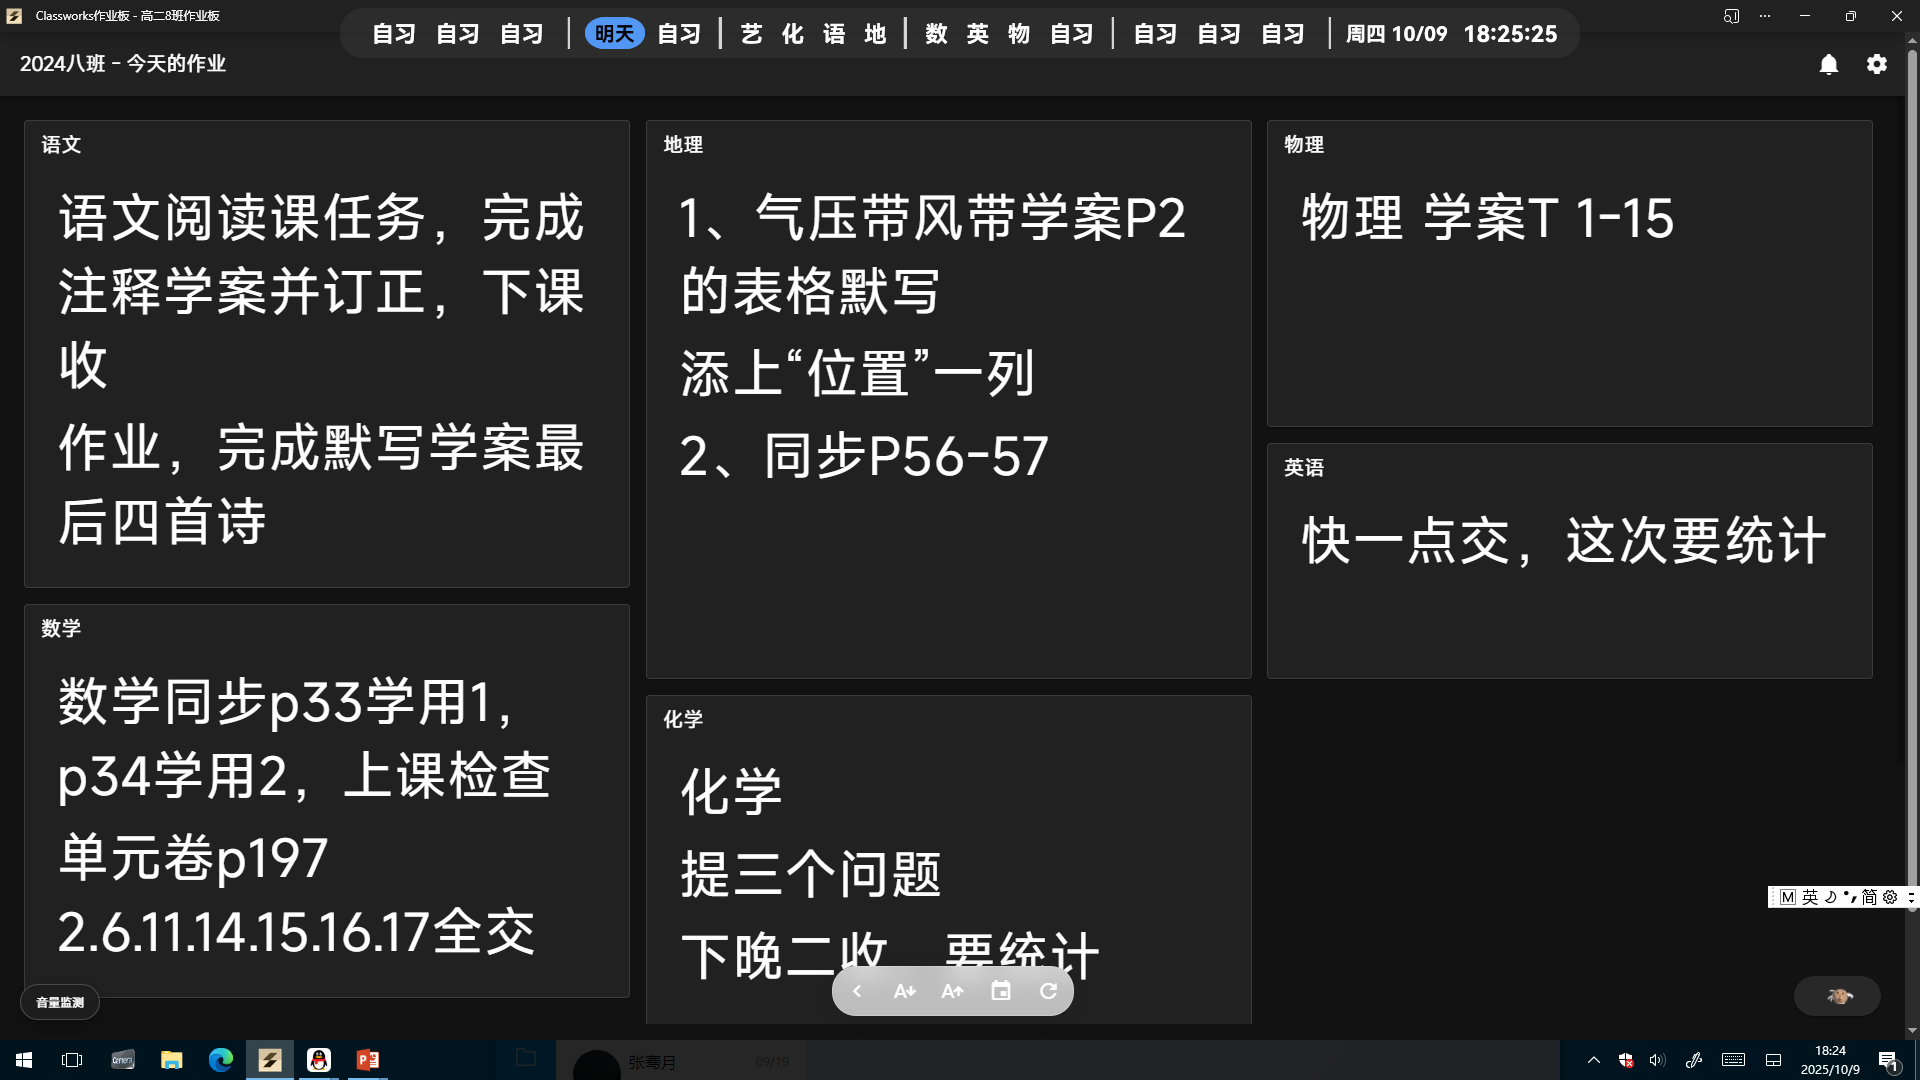 Classworks作业板 - 高二8班作业板
自习 自习 自习 | 明天 自习 | 艺 化 语 地 | 数 英 物 自习 | 自习 自习 自习 | 周四 10/09 18:25:25
2024八班 - 今天的作业
语文
语文阅读课任务，完成
注释学案并订正，下课
收
作业，完成默写学案最
后四首诗
数学
数学同步p33学用1，
p34学用2，上课检查
单元卷p197
2.6.11.14.15.16.17全交
地理
1、气压带风带学案P2
的表格默写
添上“位置”一列
2、同步P56-57
化学
化学
提三个问题
下晚二收 要统计
物理
物理 学案T 1-15
英语
快一点交，这次要统计
M 英 简
音量监测
A A
张骞月 09/19
18:24
2025/10/9
1